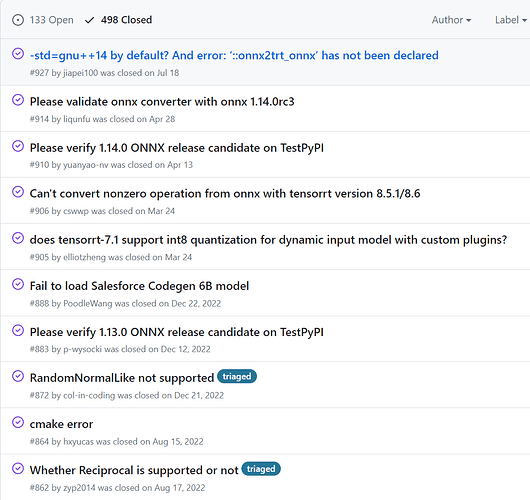 133 Open 498 Closed Author Label
-std=gnu++14 by default? And error: ‘::onnx2trt_onnx’ has not been declared
#927 by jiapei100 was closed on Jul 18
Please validate onnx converter with onnx 1.14.0rc3
#914 by liqunfu was closed on Apr 28
Please verify 1.14.0 ONNX release candidate on TestPyPI
#910 by yuanyao-nv was closed on Apr 13
Can't convert nonzero operation from onnx with tensorrt version 8.5.1/8.6
#906 by cswwp was closed on Mar 24
does tensorrt-7.1 support int8 quantization for dynamic input model with custom plugins?
#905 by elliotzheng was closed on Mar 24
Fail to load Salesforce Codegen 6B model
#888 by PoodleWang was closed on Dec 22, 2022
Please verify 1.13.0 ONNX release candidate on TestPyPI
#883 by p-wysocki was closed on Dec 12, 2022
RandomNormalLike not supported triaged
#872 by col-in-coding was closed on Dec 21, 2022
cmake error
#864 by hxyucas was closed on Aug 15, 2022
Whether Reciprocal is supported or not triaged
#862 by zyp2014 was closed on Aug 17, 2022